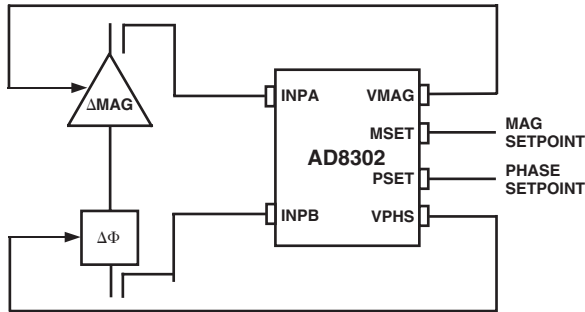 ΔMAG
INPA
VMAG
MSET
MAG
SETPOINT
AD8302
PSET
PHASE
SETPOINT
INPB
VPHS
ΔΦ